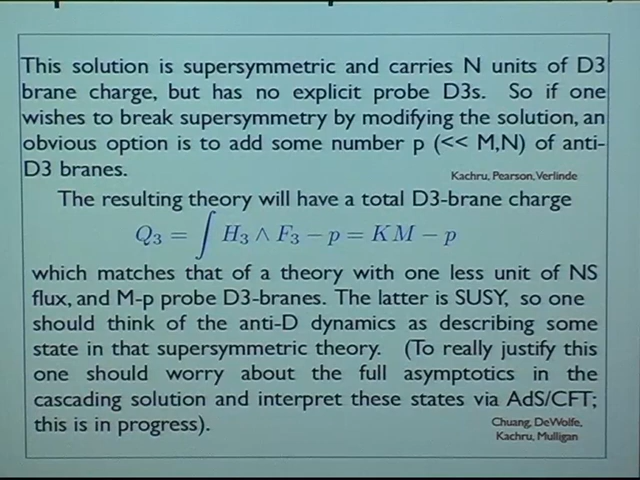 This solution is supersymmetric and carries N units of D3
brane charge, but has no explicit probe D3s. So if one
wishes to break supersymmetry by modifying the solution, an
obvious option is to add some number p (<< M,N) of anti-
D3 branes.
Kachru, Pearson, Verlinde
The resulting theory will have a total D3-brane charge
Q₃ = ∫ H₃ ∧ F₃ − p = KM − p
which matches that of a theory with one less unit of NS
flux, and M-p probe D3-branes. The latter is SUSY, so one
should think of the anti-D dynamics as describing some
state in that supersymmetric theory. (To really justify this
one should worry about the full asymptotics in the
cascading solution and interpret these states via AdS/CFT;
this is in progress).
Chuang, DeWolfe,
Kachru, Mulligan